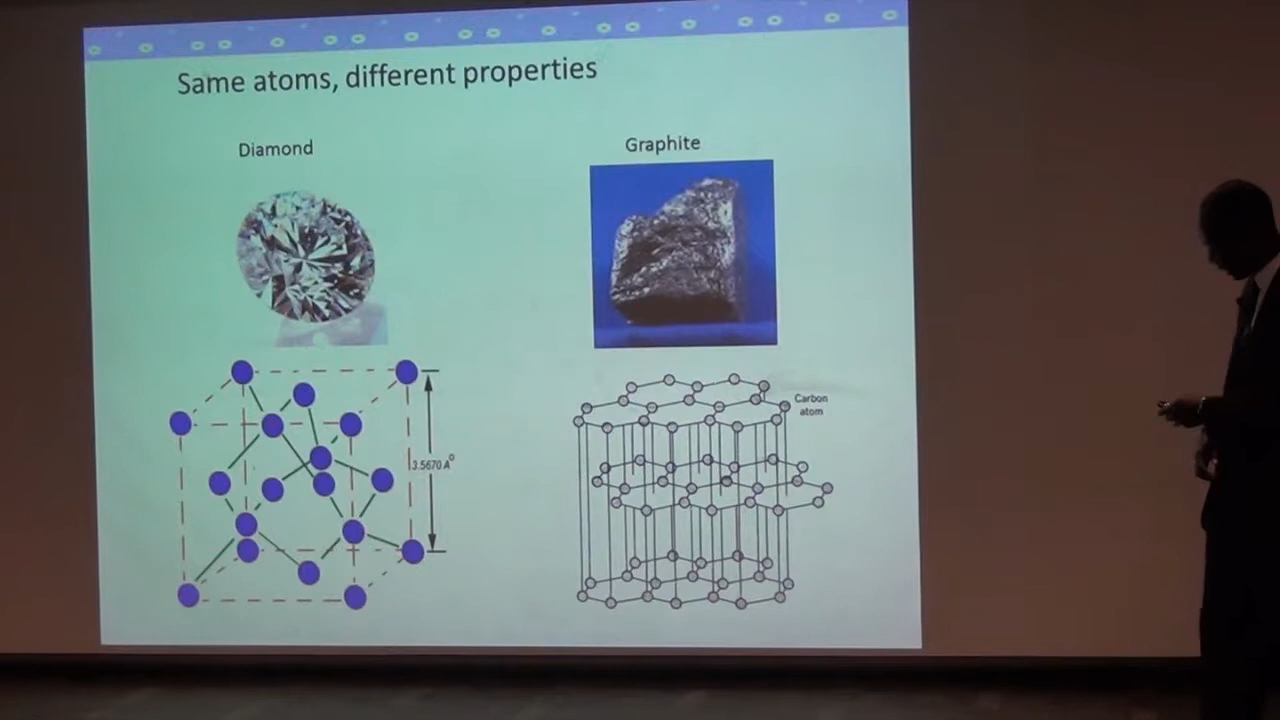 Same atoms, different properties
Diamond
Graphite
Carbon
atom
3.5670 A°